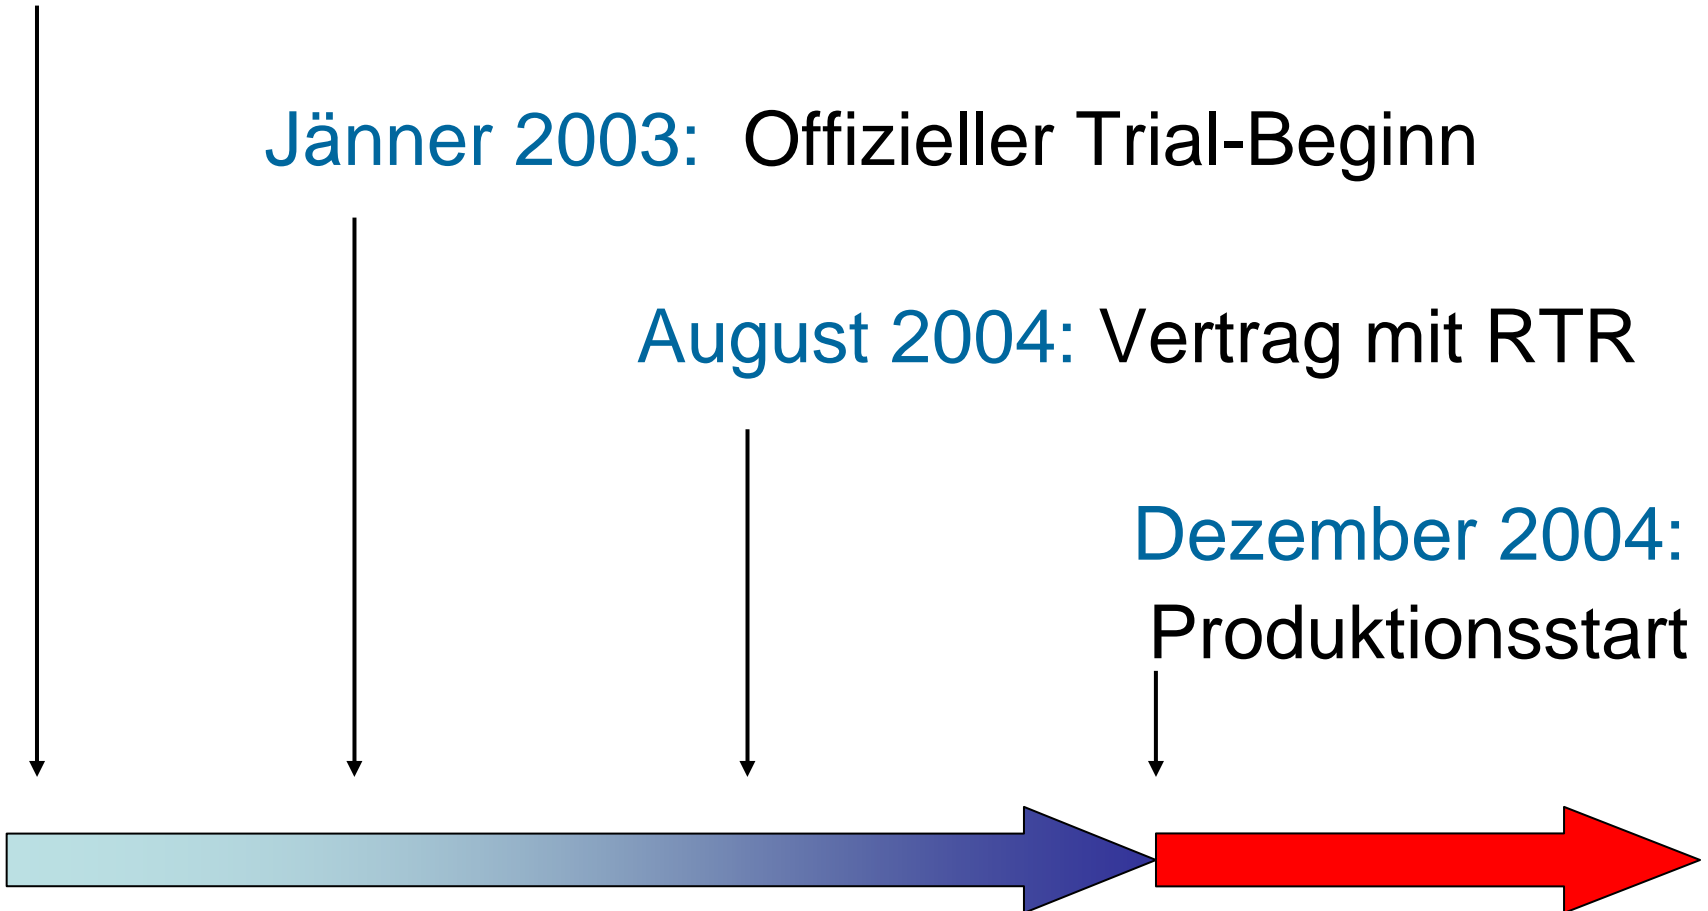 Jänner 2003: Offizieller Trial-Beginn
August 2004: Vertrag mit RTR
Dezember 2004:
Produktionsstart